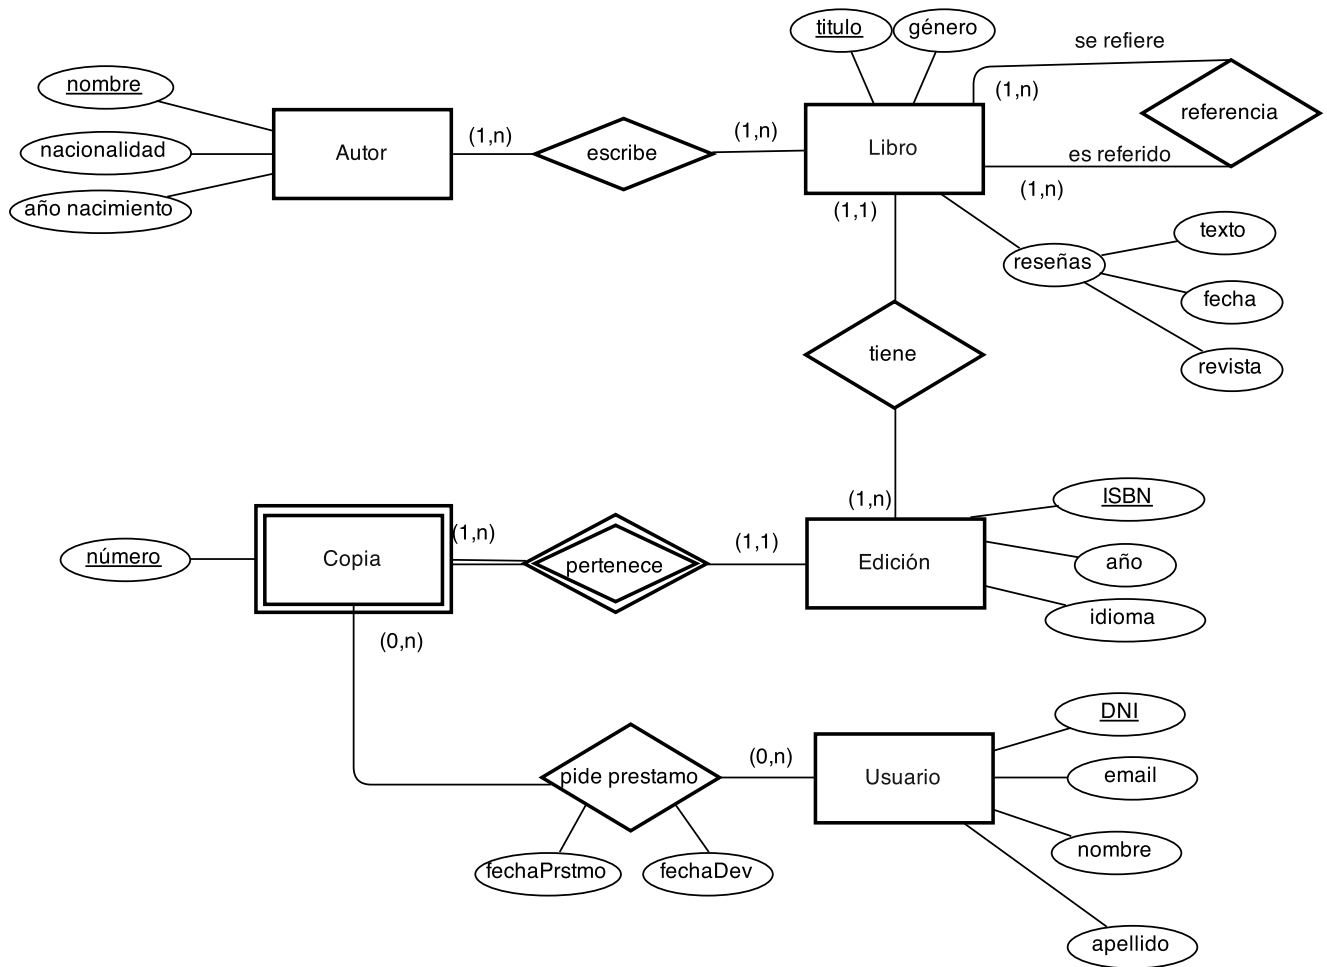 titulo
género
se refiere
nombre
(1,n)
referencia
(1,n)
(1,n)
Autor
escribe
Libro
nacionalidad
es referido
(1,n)
año nacimiento
(1,1)
texto
reseñas
fecha
tiene
revista
(1,n)
ISBN
(1,n)
(1,1)
número
Copia
pertenece
Edición
año
idioma
(0,n)
DNI
(0,n)
pide prestamo
Usuario
email
nombre
fechaPrstmo
fechaDev
apellido